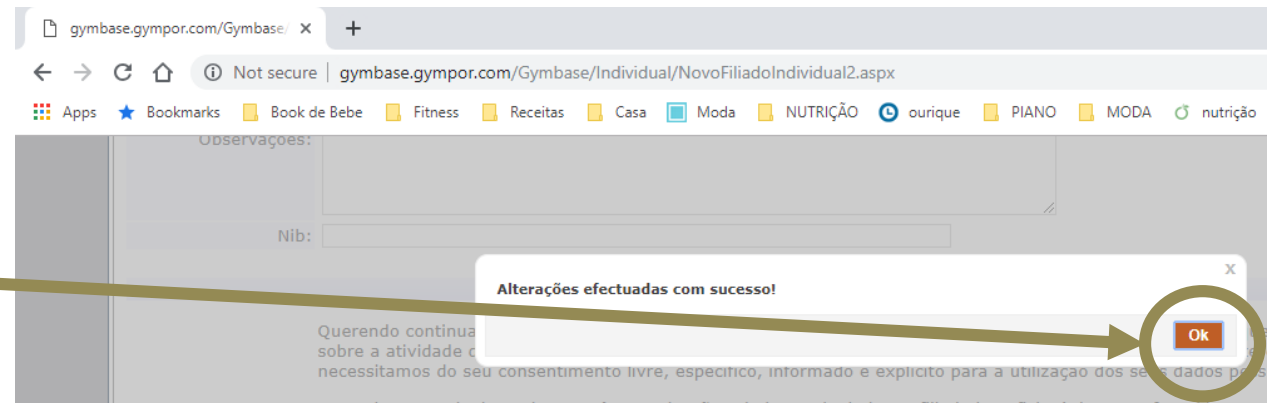 gymbase.gympor.com/Gymbase/
Not secure | gymbase.gympor.com/Gymbase/Individual/NovoFiliadoIndividual2.aspx
Apps Bookmarks Book de Bebe Fitness Receitas Casa Moda NUTRIÇÃO ourique PIANO MODA nutrição
Observações:
Nib:
x
Alterações efectuadas com sucesso!
Ok
Querendo continua
sobre a atividade
necessitamos do seu consentimento livre, específico, informado e explícito para a utilização dos seus dados